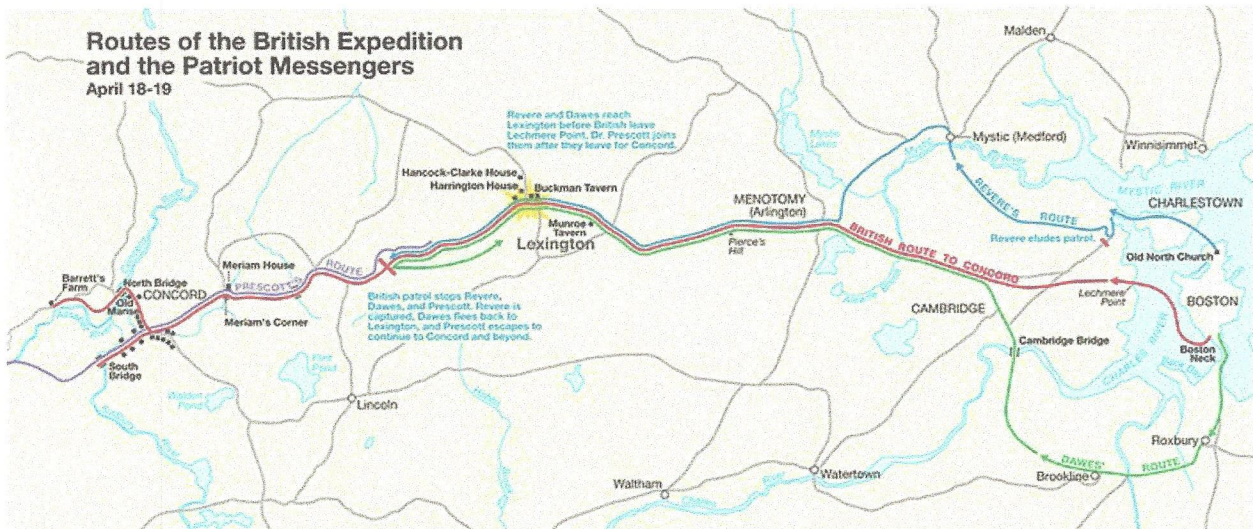 Routes of the British Expedition
and the Patriot Messengers
April 18-19
Malden
Mystic (Medford)
Winnisimmet
Mystic
Lakes
MYSTIC RIVER
CHARLESTOWN
REVERE'S ROUTE
Revere eludes patrol.
Old North Church
Revere and Dawes reach
Lexington before British leave
Lechmere Point. Dr. Prescott joins
them after they leave for Concord.
Hancock-Clarke House
Harrington House
Buckman Tavern
Munroe
Tavern
Lexington
MENOTOMY
(Arlington)
Pierce's
Hill
BRITISH ROUTE TO CONCORD
Lechmere
Point
BOSTON
Boston
Neck
Back Bay
CAMBRIDGE
Cambridge Bridge
CHARLES RIVER
Barrett's
Farm
North Bridge
CONCORD
Old
Manse
Meriam House
PRESCOTT'S ROUTE
Meriam's Corner
South
Bridge
British patrol stops Revere,
Dawes, and Prescott. Revere is
captured, Dawes flees back to
Lexington, and Prescott escapes to
continue to Concord and beyond.
Flint
Pond
Walden
Pond
Lincoln
Waltham
Watertown
Brookline
DAWES' ROUTE
Roxbury